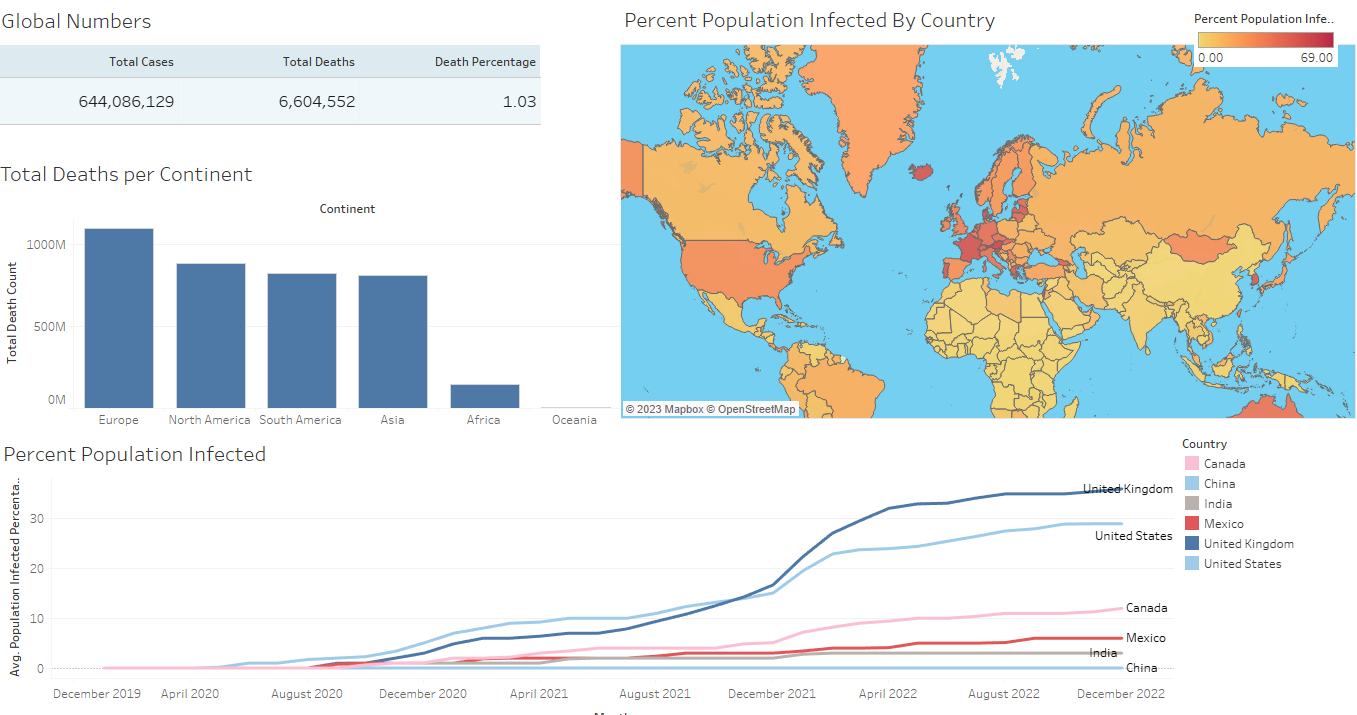 Global Numbers
Total Cases Total Deaths Death Percentage
644,086,129 6,604,552 1.03
Total Deaths per Continent
Continent
Total Death Count
1000M
500M
0M
Europe North America South America Asia Africa Oceania
Percent Population Infected By Country
Percent Population Infe..
0.00 69.00
© 2023 Mapbox © OpenStreetMap
Percent Population Infected
Avg. Population Infected Percenta..
30
20
10
0
United Kingdom
United States
Canada
Mexico
India
China
December 2019 April 2020 August 2020 December 2020 April 2021 August 2021 December 2021 April 2022 August 2022 December 2022
Country
Canada
China
India
Mexico
United Kingdom
United States